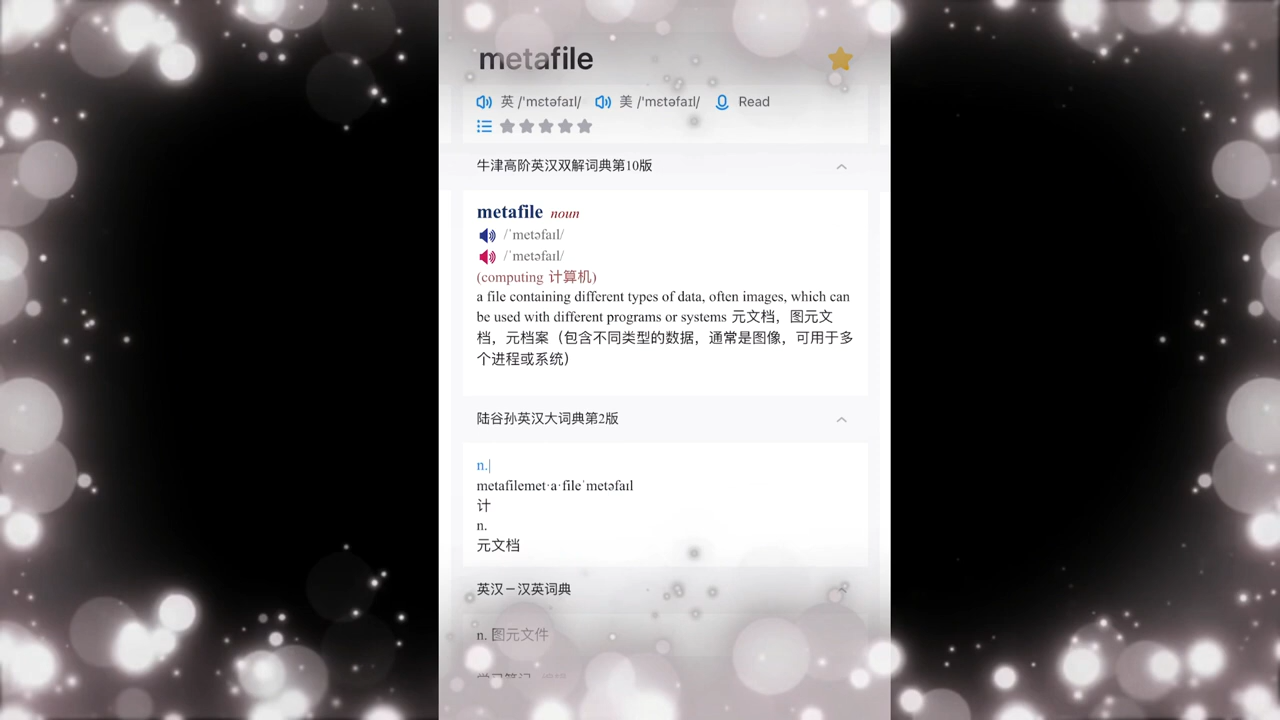 metafile
英 /'mɛtəfaɪl/ 美 /'mɛtəfaɪl/ Read
牛津高阶英汉双解词典第10版
metafile noun
/ˈmetəfaɪl/
/ˈmetəfaɪl/
(computing 计算机)
a file containing different types of data, often images, which can
be used with different programs or systems 元文档，图元文
档，元档案（包含不同类型的数据，通常是图像，可用于多
个进程或系统）
陆谷孙英汉大词典第2版
n.|
metafilemet·a·fileˈmetəfaɪl
计
n.
元文档
英汉－汉英词典
n. 图元文件